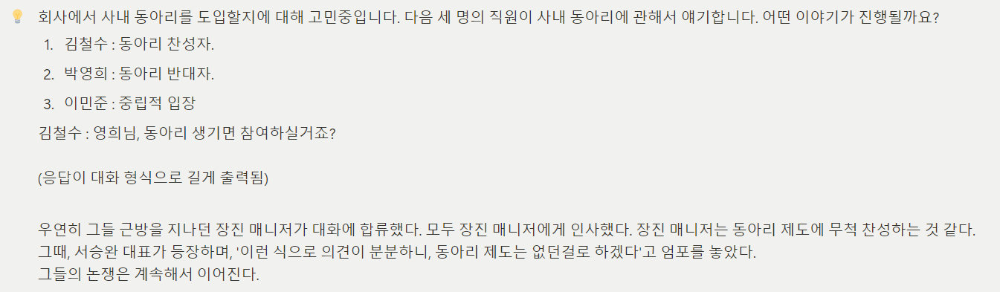 회사에서 사내 동아리를 도입할지에 대해 고민중입니다. 다음 세 명의 직원이 사내 동아리에 관해서 얘기합니다. 어떤 이야기가 진행될까요?
1. 김철수 : 동아리 찬성자.
2. 박영희 : 동아리 반대자.
3. 이민준 : 중립적 입장
김철수 : 영희님, 동아리 생기면 참여하실거죠?
(응답이 대화 형식으로 길게 출력됨)
우연히 그들 근방을 지나던 장진 매니저가 대화에 합류했다. 모두 장진 매니저에게 인사했다. 장진 매니저는 동아리 제도에 무척 찬성하는 것 같다.
그때, 서승완 대표가 등장하며, '이런 식으로 의견이 분분하니, 동아리 제도는 없던걸로 하겠다'고 엄포를 놓았다.
그들의 논쟁은 계속해서 이어진다.